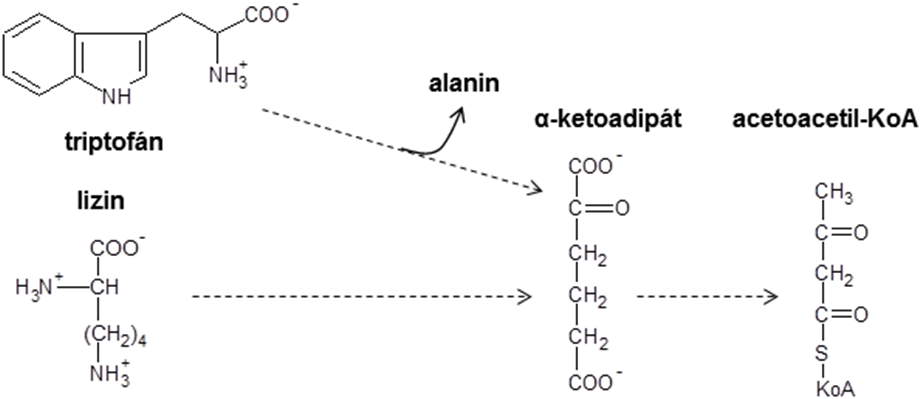 COO⁻
NH₃⁺
NH
triptofán
alanin
α-ketoadipát
acetoacetil-KoA
lizin
COO⁻
H₃N⁺ CH
(CH₂)₄
NH₃⁺
COO⁻
C=O
CH₂
CH₂
CH₂
COO⁻
CH₃
C=O
CH₂
C=O
S
KoA